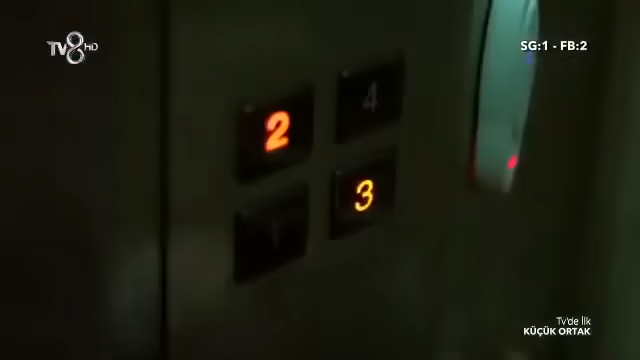 TV8 HD
SG:1 - FB:2
2
4
3
1
Tv'de İlk
KÜÇÜK ORTAK